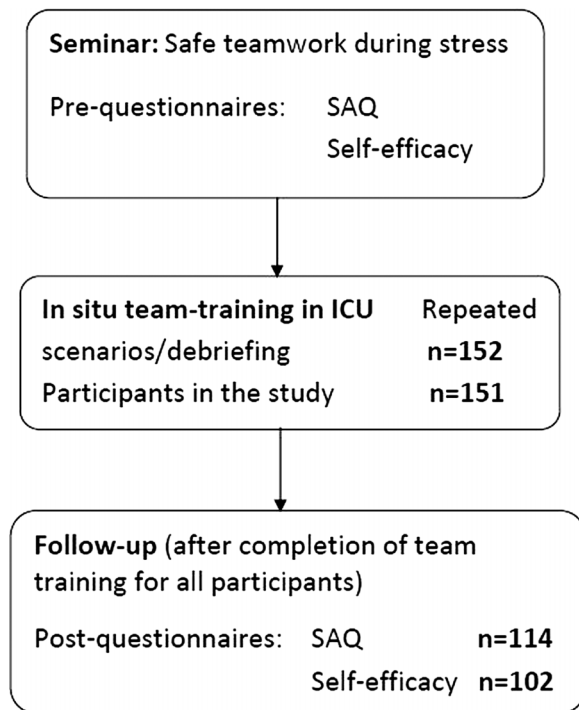 Seminar: Safe teamwork during stress
Pre-questionnaires: SAQ
Self-efficacy
In situ team-training in ICU Repeated
scenarios/debriefing n=152
Participants in the study n=151
Follow-up (after completion of team
training for all participants)
Post-questionnaires: SAQ n=114
Self-efficacy n=102